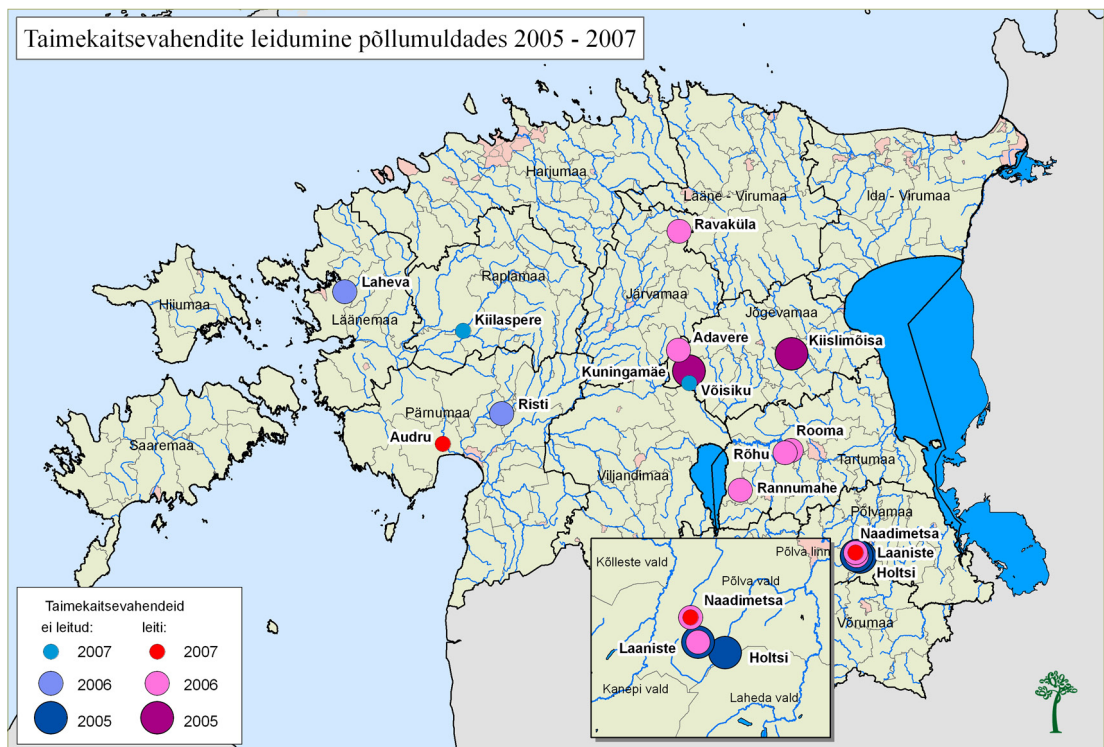 Taimekaitsevahendite leidumine põllumuldades 2005 - 2007
Harjumaa
Lääne - Virumaa
Ida - Virumaa
Ravaküla
Raplamaa
Järvamaa
Laheva
Hiiumaa
Läänemaa
Kiilaspere
Jõgevamaa
Adavere
Kiislimõisa
Kuningamäe
Võisiku
Risti
Pärnumaa
Audru
Rooma
Saaremaa
Rõhu
Tartumaa
Viljandimaa
Rannumahe
Põlvamaa
Naadimetsa
Laaniste
Holtsi
Võrumaa
Põlva linn
Kõlleste vald
Põlva vald
Naadimetsa
Laaniste
Holtsi
Kanepi vald
Laheda vald
Taimekaitsevahendeid
ei leitud: leiti:
2007 2007
2006 2006
2005 2005